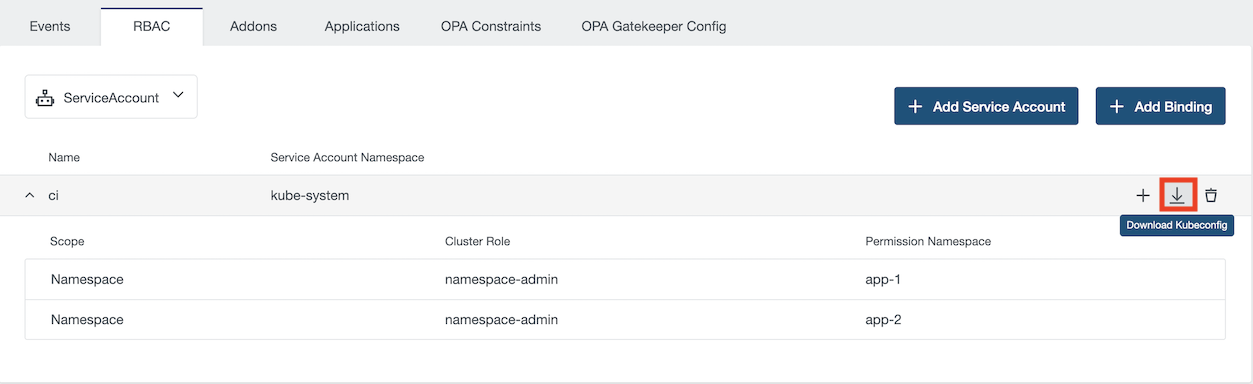 Events RBAC Addons Applications OPA Constraints OPA Gatekeeper Config
ServiceAccount Add Service Account Add Binding
Name Service Account Namespace
ci kube-system
Download Kubeconfig
Scope Cluster Role Permission Namespace
Namespace namespace-admin app-1
Namespace namespace-admin app-2